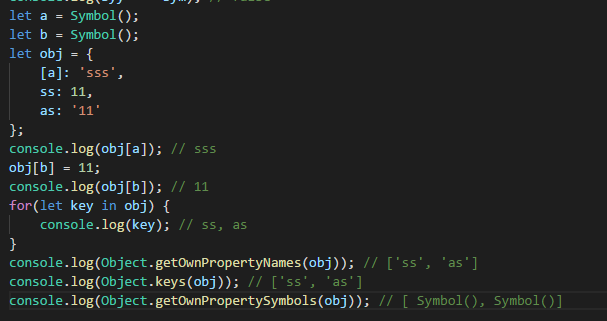 let a = Symbol();
let b = Symbol();
let obj = {
    [a]: 'sss',
    ss: 11,
    as: '11'
};
console.log(obj[a]); // sss
obj[b] = 11;
console.log(obj[b]); // 11
for(let key in obj) {
    console.log(key); // ss, as
}
console.log(Object.getOwnPropertyNames(obj)); // ['ss', 'as']
console.log(Object.keys(obj)); // ['ss', 'as']
console.log(Object.getOwnPropertySymbols(obj)); // [ Symbol(), Symbol()]